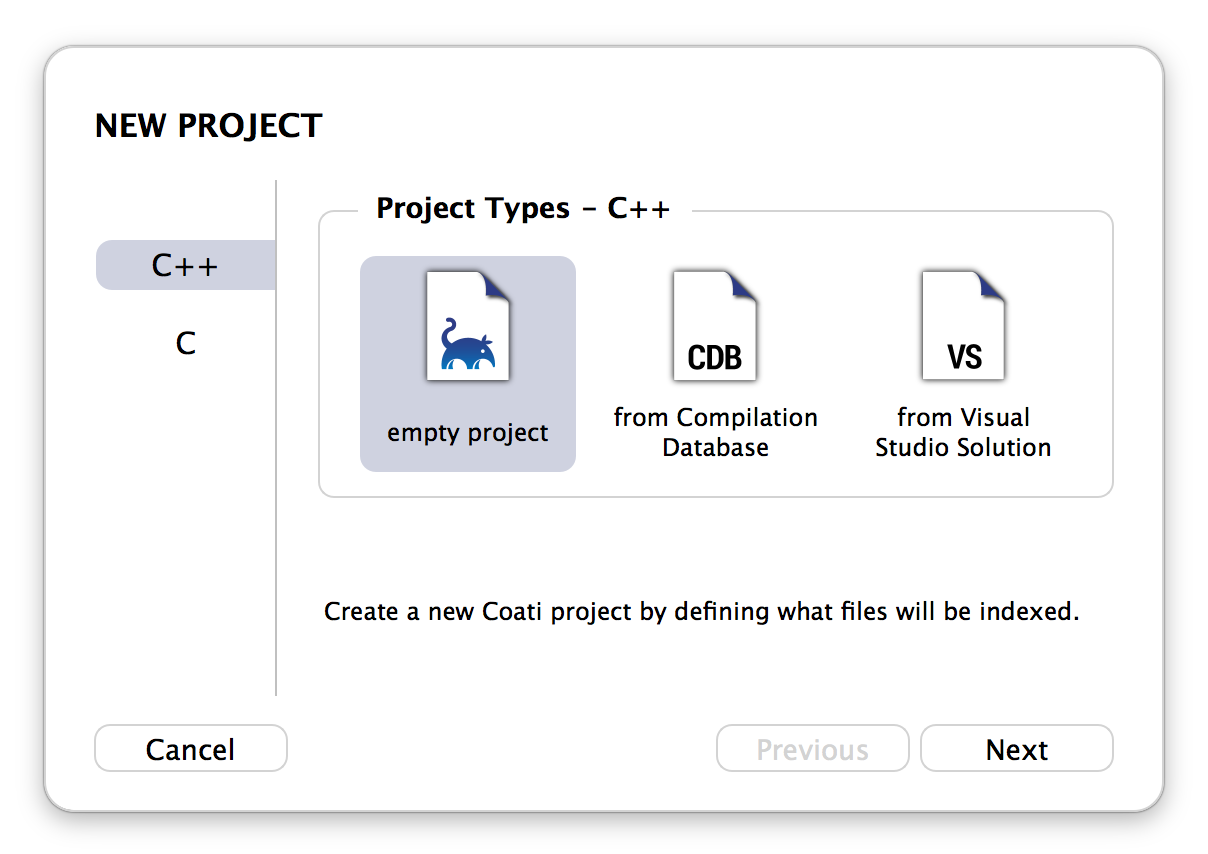 NEW PROJECT
C++
C
Project Types – C++
empty project
CDB
from Compilation
Database
VS
from Visual
Studio Solution
Create a new Coati project by defining what files will be indexed.
Cancel
Previous
Next